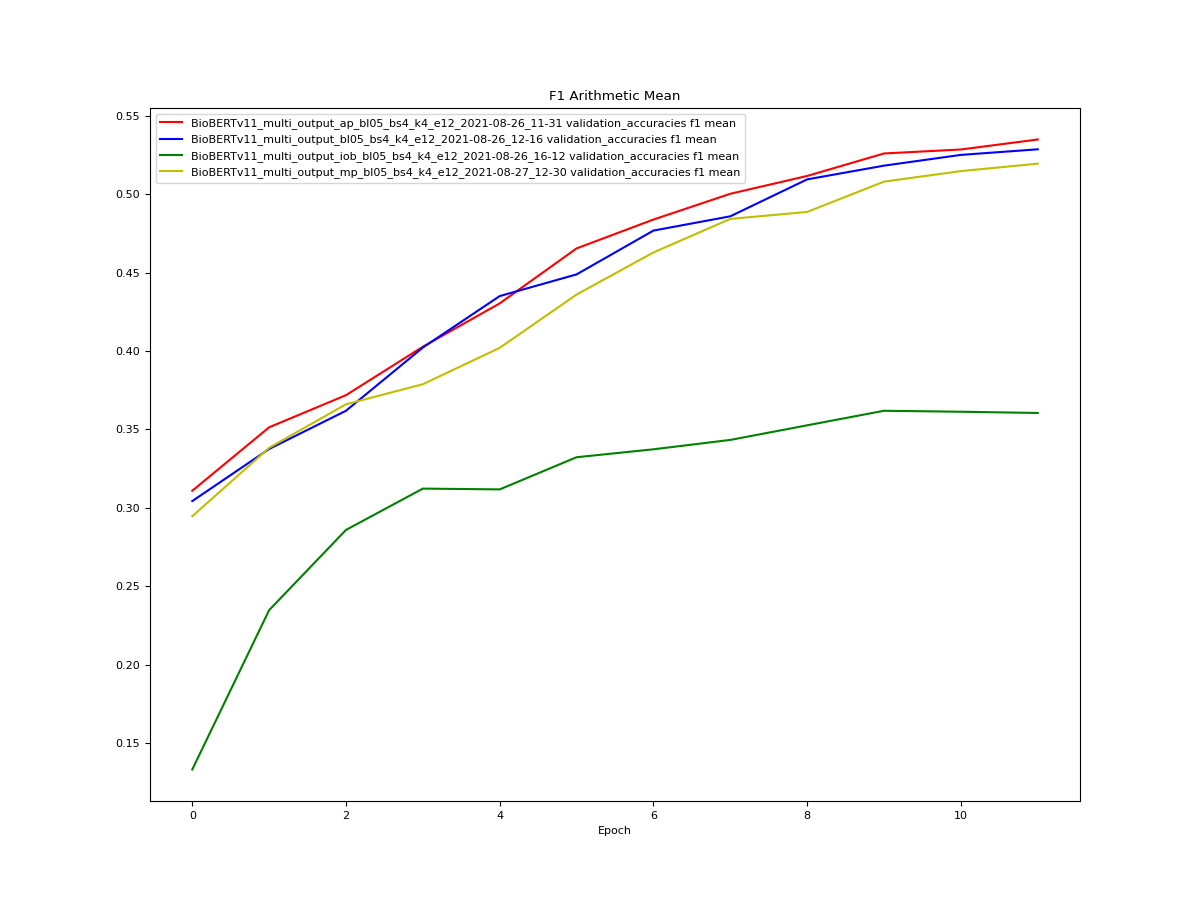 F1 Arithmetic Mean
BioBERTv11_multi_output_ap_bl05_bs4_k4_e12_2021-08-26_11-31 validation_accuracies f1 mean
BioBERTv11_multi_output_bl05_bs4_k4_e12_2021-08-26_12-16 validation_accuracies f1 mean
BioBERTv11_multi_output_iob_bl05_bs4_k4_e12_2021-08-26_16-12 validation_accuracies f1 mean
BioBERTv11_multi_output_mp_bl05_bs4_k4_e12_2021-08-27_12-30 validation_accuracies f1 mean
0.55
0.50
0.45
0.40
0.35
0.30
0.25
0.20
0.15
0 2 4 6 8 10
Epoch